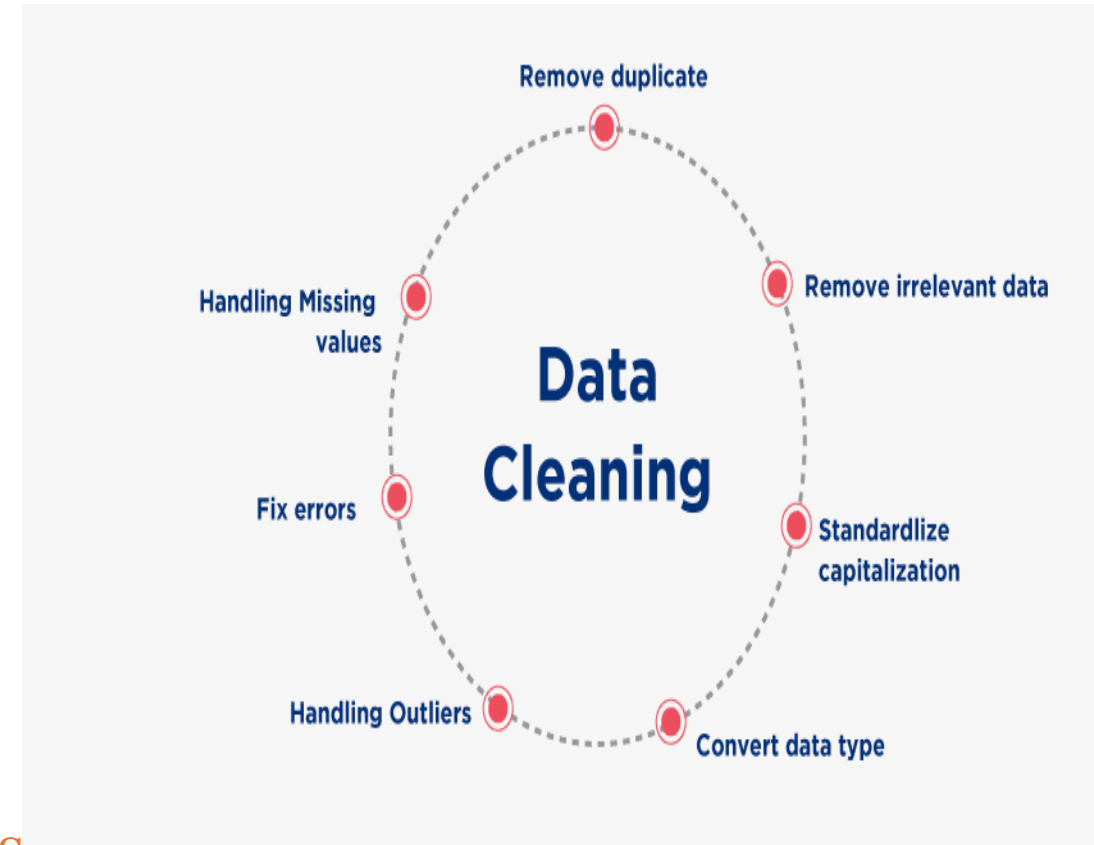 Remove duplicate
Remove irrelevant data
Standardlize
capitalization
Convert data type
Handling Outliers
Fix errors
Handling Missing
values
Data
Cleaning